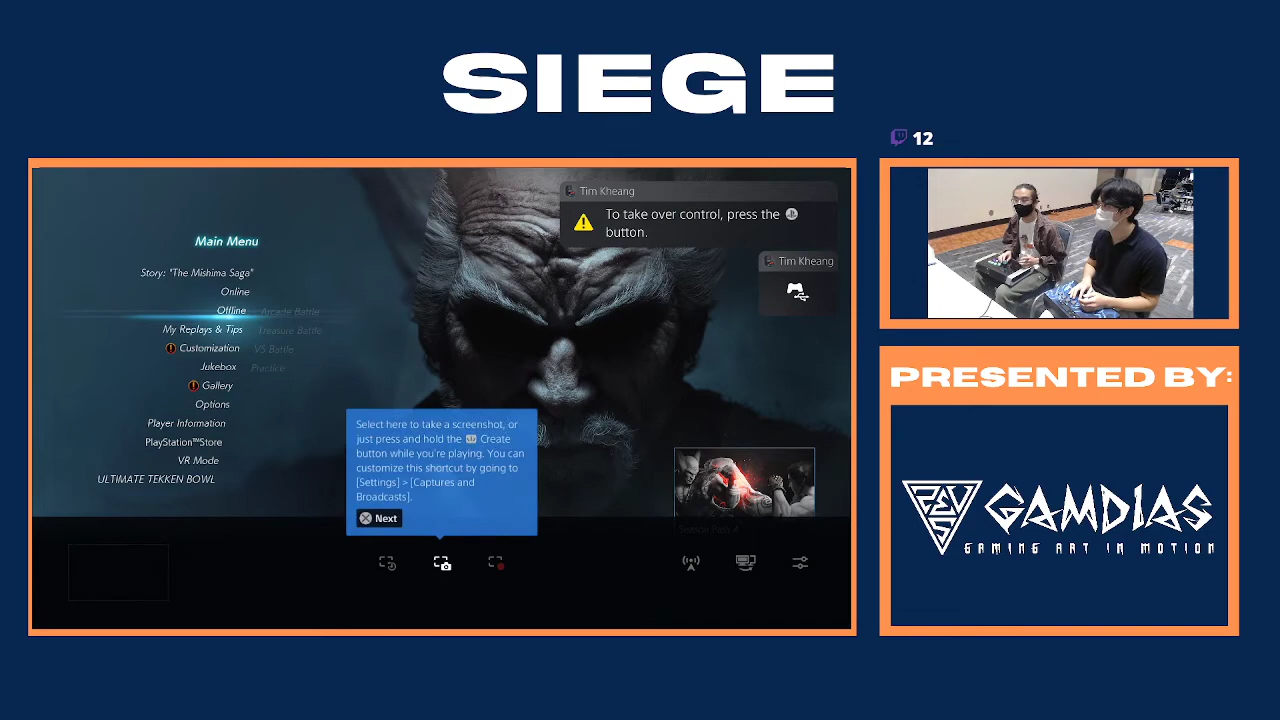 SIEGE
12
Tim Kheang
To take over control, press the
button.
Tim Kheang
Main Menu
Story: "The Mishima Saga"
Online
Offline
Arcade Battle
My Replays & Tips
Treasure Battle
Customization
VS Battle
Jukebox
Practice
Gallery
Options
Player Information
PlayStation™Store
VR Mode
ULTIMATE TEKKEN BOWL
Select here to take a screenshot, or
just press and hold the Create
button while you're playing. You can
customize this shortcut by going to
[Settings] > [Captures and
Broadcasts].
Next
Season Pass 4
PRESENTED BY:
GAMDIAS
GAMING ART IN MOTION